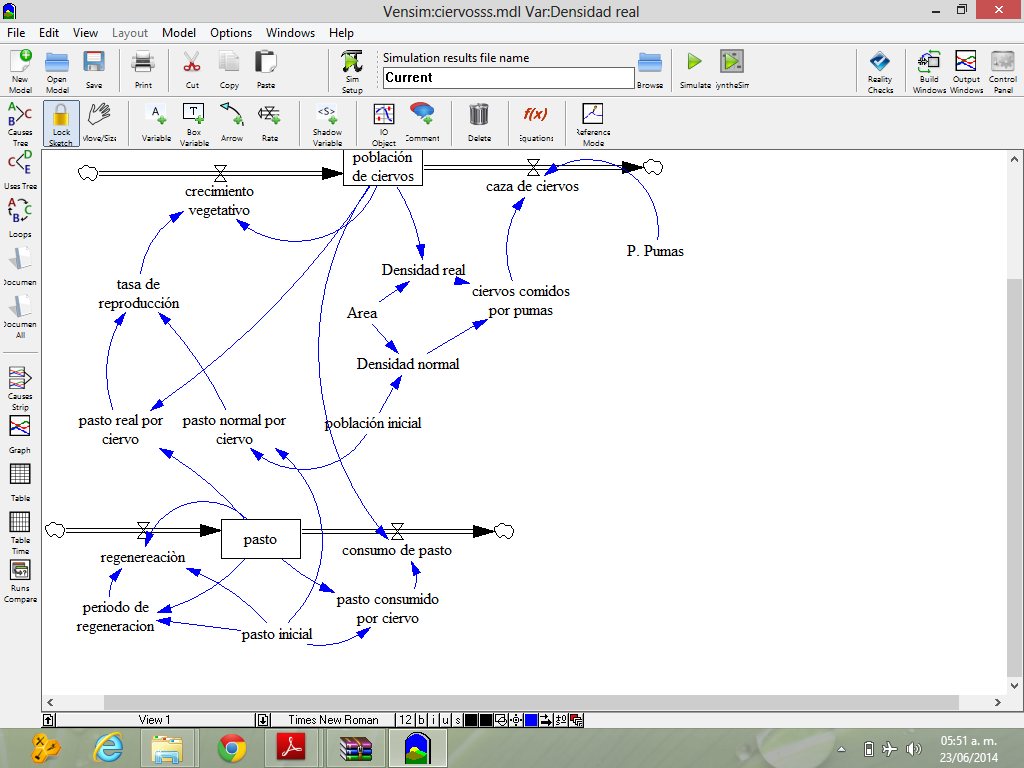 Vensim:ciervosss.mdl Var:Densidad real
File Edit View Layout Model Options Windows Help
New
Model
Open
Model
Save
Print
Cut
Copy
Paste
Sim
Setup
Simulation results file name
Current
Browse
Simulate
SyntheSim
Reality
Checks
Build
Windows
Output
Windows
Control
Panel
Causes
Tree
Lock
Sketch
Move/Size
Variable
Box
Variable
Arrow
Rate
Shadow
Variable
IO
Object
Comment
Delete
Equations
Reference
Mode
Uses Tree
Loops
Documen
Documen
All
Causes
Strip
Graph
Table
Table
Time
Runs
Compare
población
de ciervos
crecimiento
vegetativo
caza de ciervos
P. Pumas
Densidad real
tasa de
reproducción
ciervos comidos
por pumas
Area
Densidad normal
pasto real por
ciervo
pasto normal por
ciervo
población inicial
pasto
regenereaciòn
consumo de pasto
periodo de
regeneracion
pasto consumido
por ciervo
pasto inicial
View 1
Times New Roman
12 b i u s
05:51 a. m.
23/06/2014